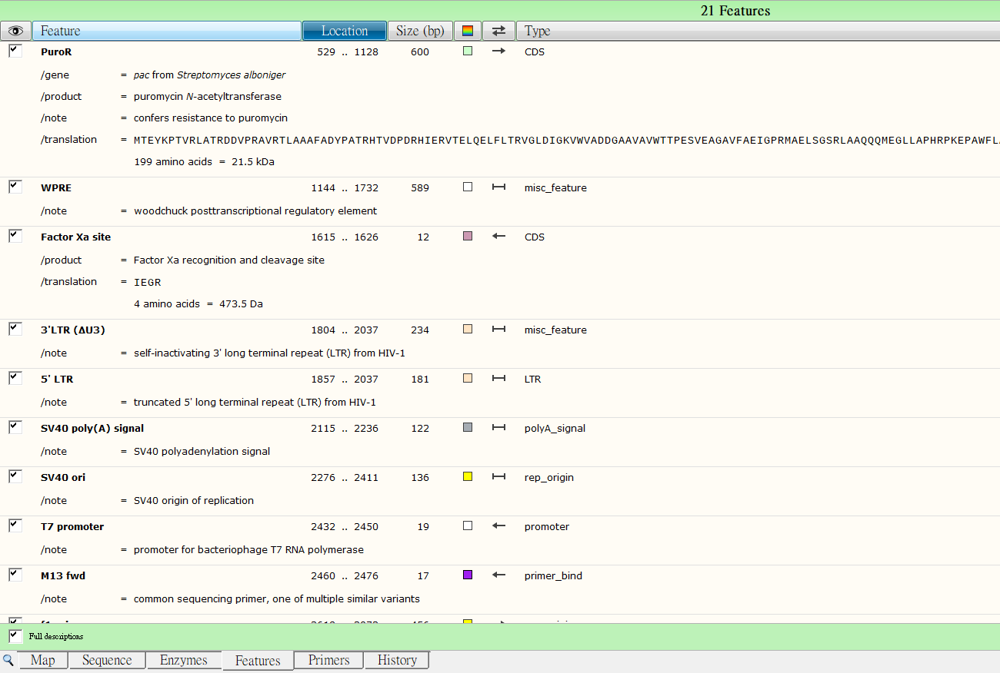 21 Features
Feature Location Size (bp) Type
PuroR 529 .. 1128 600 CDS
/gene = pac from Streptomyces alboniger
/product = puromycin N-acetyltransferase
/note = confers resistance to puromycin
/translation = MTEYKPTVRLATRDDVPRAVRTLAAAFADYPATRHTVDPDRHIERVTELQELFLTRVGLDIGKVWVADDGAAVAVWTTPESVEAGAVFAEIGPRMAELSGSRLAAQQQMEGLLAPHRPKEPAWFL
199 amino acids = 21.5 kDa
WPRE 1144 .. 1732 589 misc_feature
/note = woodchuck posttranscriptional regulatory element
Factor Xa site 1615 .. 1626 12 CDS
/product = Factor Xa recognition and cleavage site
/translation = IEGR
4 amino acids = 473.5 Da
3'LTR (ΔU3) 1804 .. 2037 234 misc_feature
/note = self-inactivating 3' long terminal repeat (LTR) from HIV-1
5' LTR 1857 .. 2037 181 LTR
/note = truncated 5' long terminal repeat (LTR) from HIV-1
SV40 poly(A) signal 2115 .. 2236 122 polyA_signal
/note = SV40 polyadenylation signal
SV40 ori 2276 .. 2411 136 rep_origin
/note = SV40 origin of replication
T7 promoter 2432 .. 2450 19 promoter
/note = promoter for bacteriophage T7 RNA polymerase
M13 fwd 2460 .. 2476 17 primer_bind
/note = common sequencing primer, one of multiple similar variants
Full descriptions
Map Sequence Enzymes Features Primers History